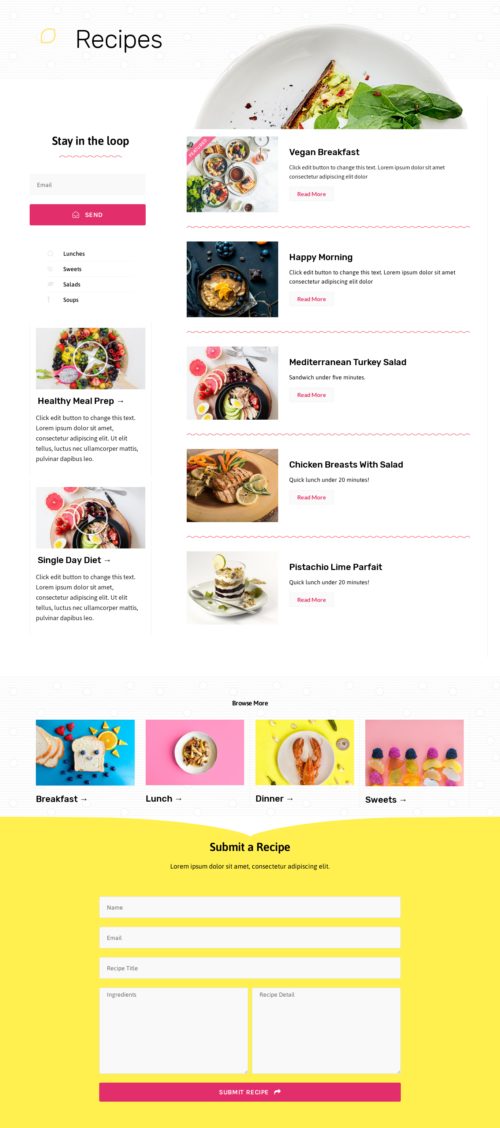 Recipes
Stay in the loop
Email
SEND
Lunches
Sweets
Salads
Soups
Healthy Meal Prep →
Click edit button to change this text.
Lorem ipsum dolor sit amet,
consectetur adipiscing elit. Ut elit
tellus, luctus nec ullamcorper mattis,
pulvinar dapibus leo.
Single Day Diet →
Click edit button to change this text.
Lorem ipsum dolor sit amet,
consectetur adipiscing elit. Ut elit
tellus, luctus nec ullamcorper mattis,
pulvinar dapibus leo.
FEATURED
Vegan Breakfast
Click edit button to change this text. Lorem ipsum dolor sit amet
consectetur adipiscing elit dolor
Read More
Happy Morning
Click edit button to change this text. Lorem ipsum dolor sit amet
consectetur adipiscing elit dolor
Read More
Mediterranean Turkey Salad
Sandwich under five minutes.
Read More
Chicken Breasts With Salad
Quick lunch under 20 minutes!
Read More
Pistachio Lime Parfait
Quick lunch under 20 minutes!
Read More
Browse More
Breakfast →
Lunch →
Dinner →
Sweets →
Submit a Recipe
Lorem ipsum dolor sit amet, consectetur adipiscing elit.
Name
Email
Recipe Title
Ingredients
Recipe Detail
SUBMIT RECIPE